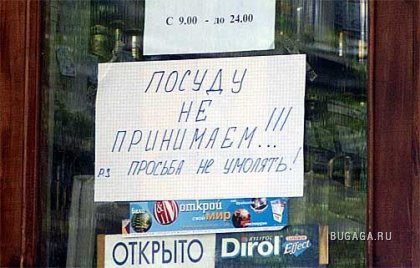 С 9.00 - до 24.00
ПОСУДУ
НЕ
ПРИНИМАЕМ...!!!
PS ПРОСЬБА НЕ УМОЛЯТЬ!
открой
свой
мир
ОТКРЫТО Dirol Effect
BUGAGA.RU